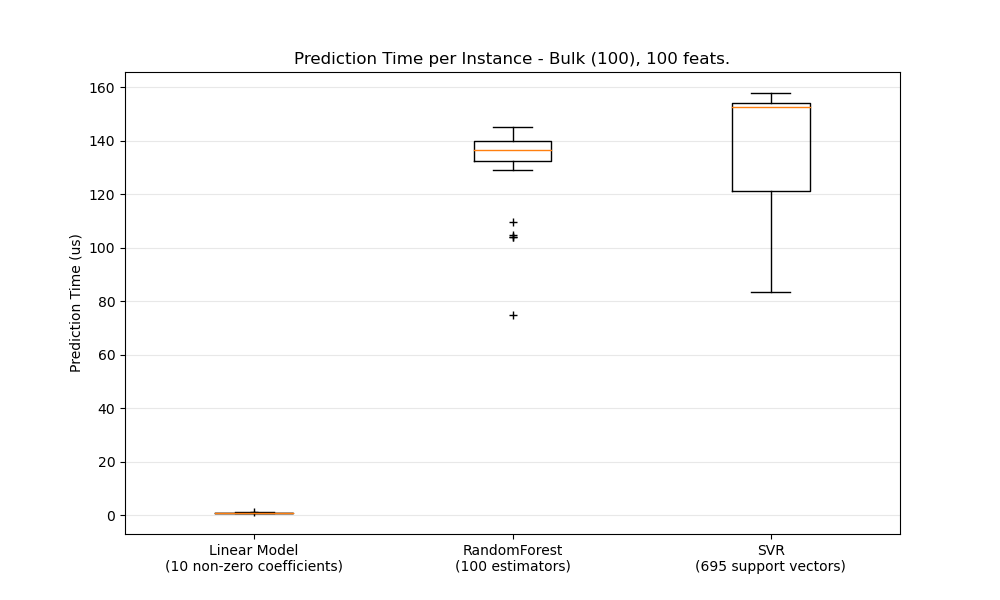 Prediction Time per Instance - Bulk (100), 100 feats.
Prediction Time (us)
160
140
120
100
80
60
40
20
0
Linear Model
(10 non-zero coefficients)
RandomForest
(100 estimators)
SVR
(695 support vectors)